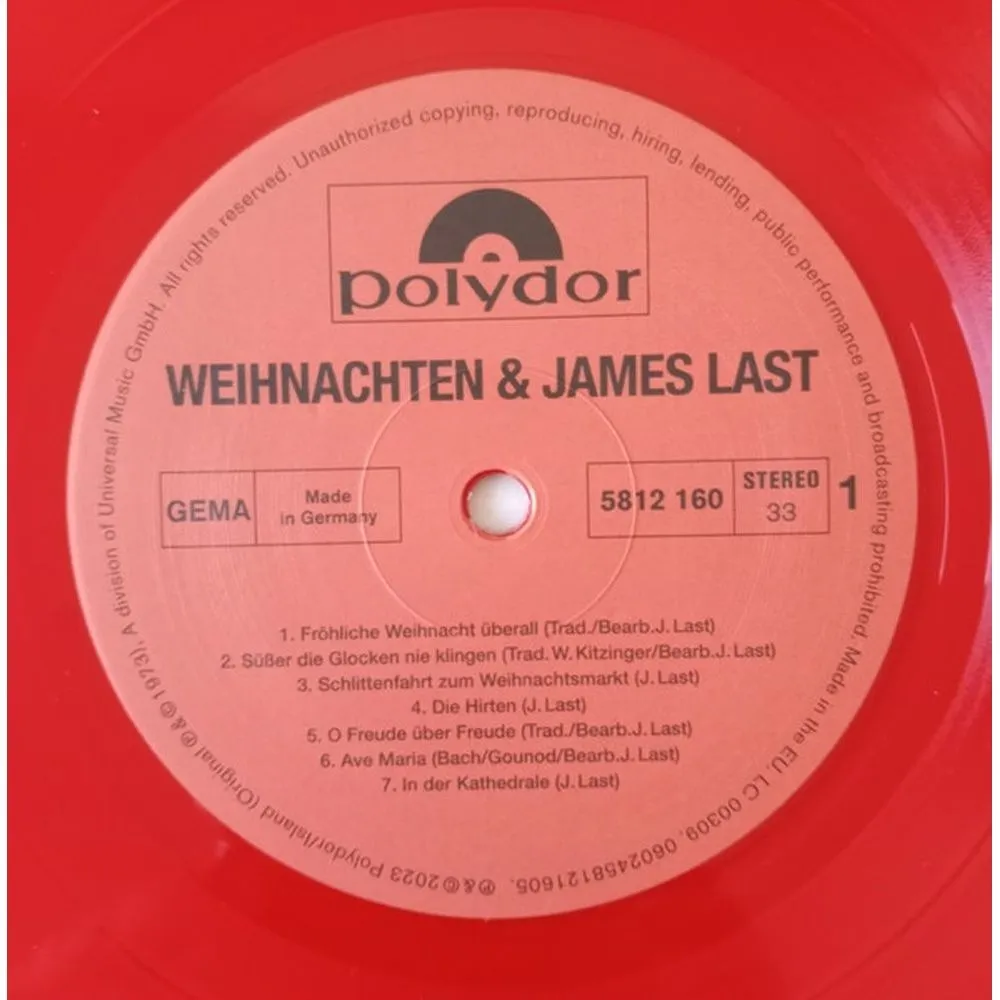 polydor
WEIHNACHTEN & JAMES LAST
GEMA
Made
in Germany
5812 160
STEREO
33
1
1. Fröhliche Weihnacht überall (Trad./Bearb.J. Last)
2. Süßer die Glocken nie klingen (Trad. W. Kitzinger/Bearb.J. Last)
3. Schlittenfahrt zum Weihnachtsmarkt (J. Last)
4. Die Hirten (J. Last)
5. O Freude über Freude (Trad./Bearb.J. Last)
6. Ave Maria (Bach/Gounod/Bearb.J. Last)
7. In der Kathedrale (J. Last)
℗&©2023 Polydor/Island (Original ℗&©1973), A division of Universal Music GmbH. All rights reserved. Unauthorized copying, reproducing, hiring, lending, public performance and broadcasting prohibited. Made in the EU. LC 00309, 0602458121605.